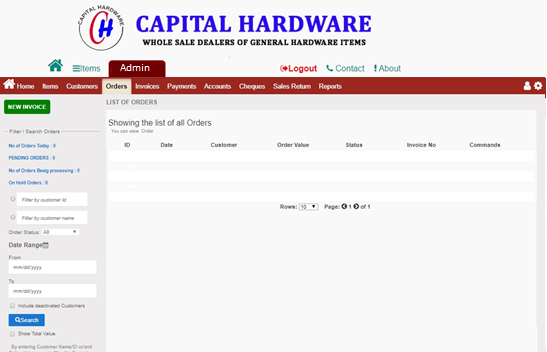 CAPITAL HARDWARE
CH
CAPITAL HARDWARE
WHOLE SALE DEALERS OF GENERAL HARDWARE ITEMS
Items Admin Logout Contact About
Home Items Customers Orders Invoices Payments Accounts Cheques Sales Return Reports
NEW INVOICE
LIST OF ORDERS
Filter / Search Orders
No of Orders Today : 0
PENDING ORDERS : 0
No of Orders Besig processing : 0
On Hold Orders : 0
Filter by customer id
Filter by customer name
Order Status: All
Date Range
From
mm/dd/yyyy
To
mm/dd/yyyy
Include deactivated Customers
Search
Show Total Value
By entering Customer Name/ID or/and
Showing the list of all Orders
You can view Order
ID Date Customer Order Value Status Invoice No Commands
Rows: 10 Page: 1 of 1